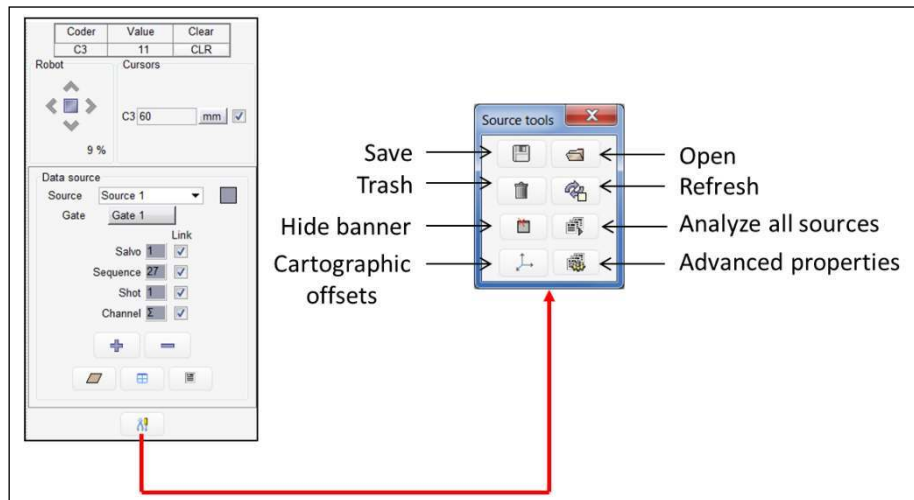 Coder Value Clear
C3 11 CLR
Robot Cursors
C3 60 mm
9 %
Data source
Source Source 1
Gate Gate 1
Link
Salvo 1
Sequence 27
Shot 1
Channel Σ
Source tools
Save Open
Trash Refresh
Hide banner Analyze all sources
Cartographic Advanced properties
offsets